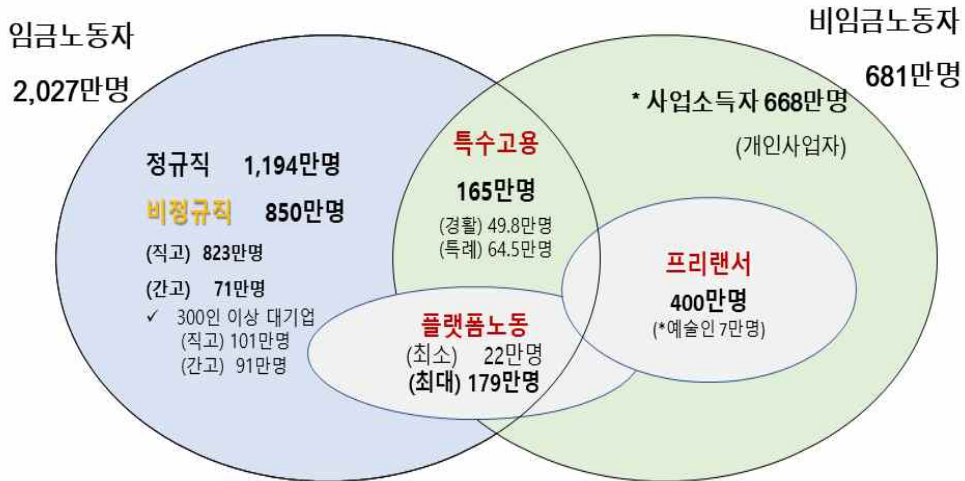 임금노동자
2,027만명
비임금노동자
681만명
* 사업소득자 668만명
(개인사업자)
정규직 1,194만명
비정규직 850만명
(직고) 823만명
(간고) 71만명
✓ 300인 이상 대기업
(직고) 101만명
(간고) 91만명
특수고용
165만명
(경활) 49.8만명
(특례) 64.5만명
플랫폼노동
(최소) 22만명
(최대) 179만명
프리랜서
400만명
(*예술인 7만명)